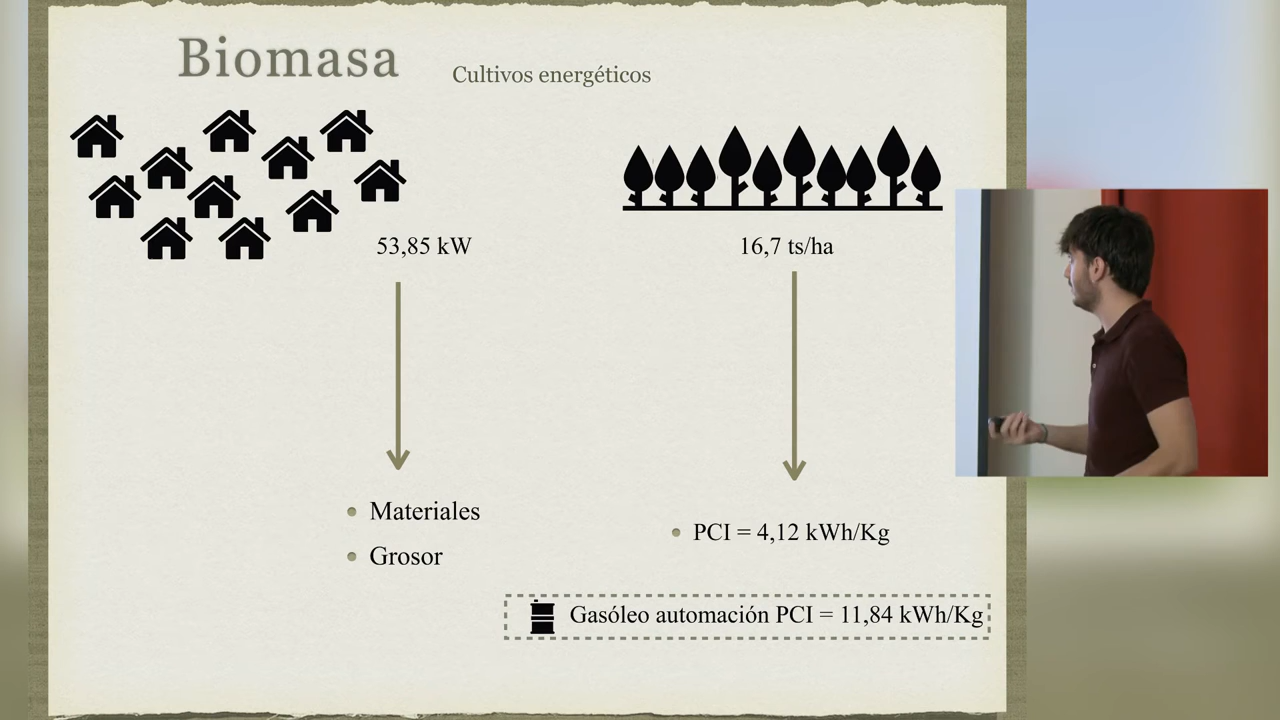 Biomasa
Cultivos energéticos
53,85 kW
16,7 ts/ha
Materiales
Grosor
PCI = 4,12 kWh/Kg
Gasóleo automación PCI = 11,84 kWh/Kg